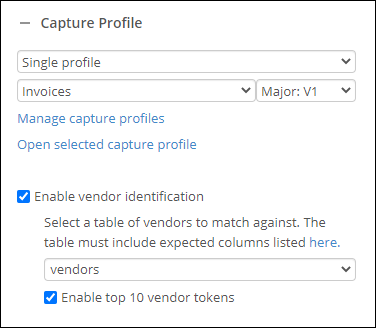 Capture Profile
Single profile
Invoices Major: V1
Manage capture profiles
Open selected capture profile
Enable vendor identification
Select a table of vendors to match against. The
table must include expected columns listed here.
vendors
Enable top 10 vendor tokens